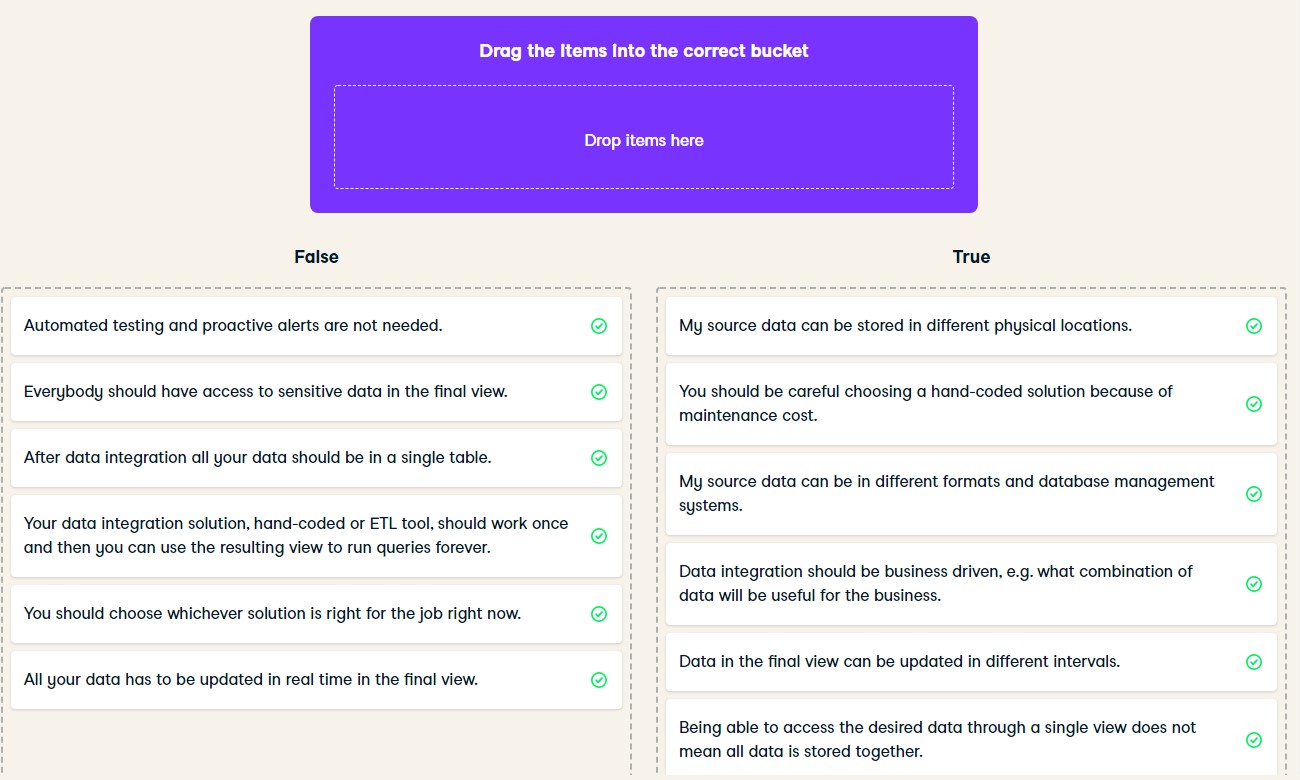 Drag the items into the correct bucket
Drop items here
False
Automated testing and proactive alerts are not needed.
Everybody should have access to sensitive data in the final view.
After data integration all your data should be in a single table.
Your data integration solution, hand-coded or ETL tool, should work once
and then you can use the resulting view to run queries forever.
You should choose whichever solution is right for the job right now.
All your data has to be updated in real time in the final view.
True
My source data can be stored in different physical locations.
You should be careful choosing a hand-coded solution because of
maintenance cost.
My source data can be in different formats and database management
systems.
Data integration should be business driven, e.g. what combination of
data will be useful for the business.
Data in the final view can be updated in different intervals.
Being able to access the desired data through a single view does not
mean all data is stored together.